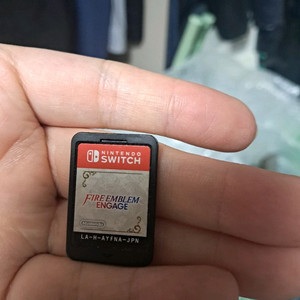 NINTENDO
SWITCH
FIRE EMBLEM
ENGAGE
LA-H-AYFNA-JPN